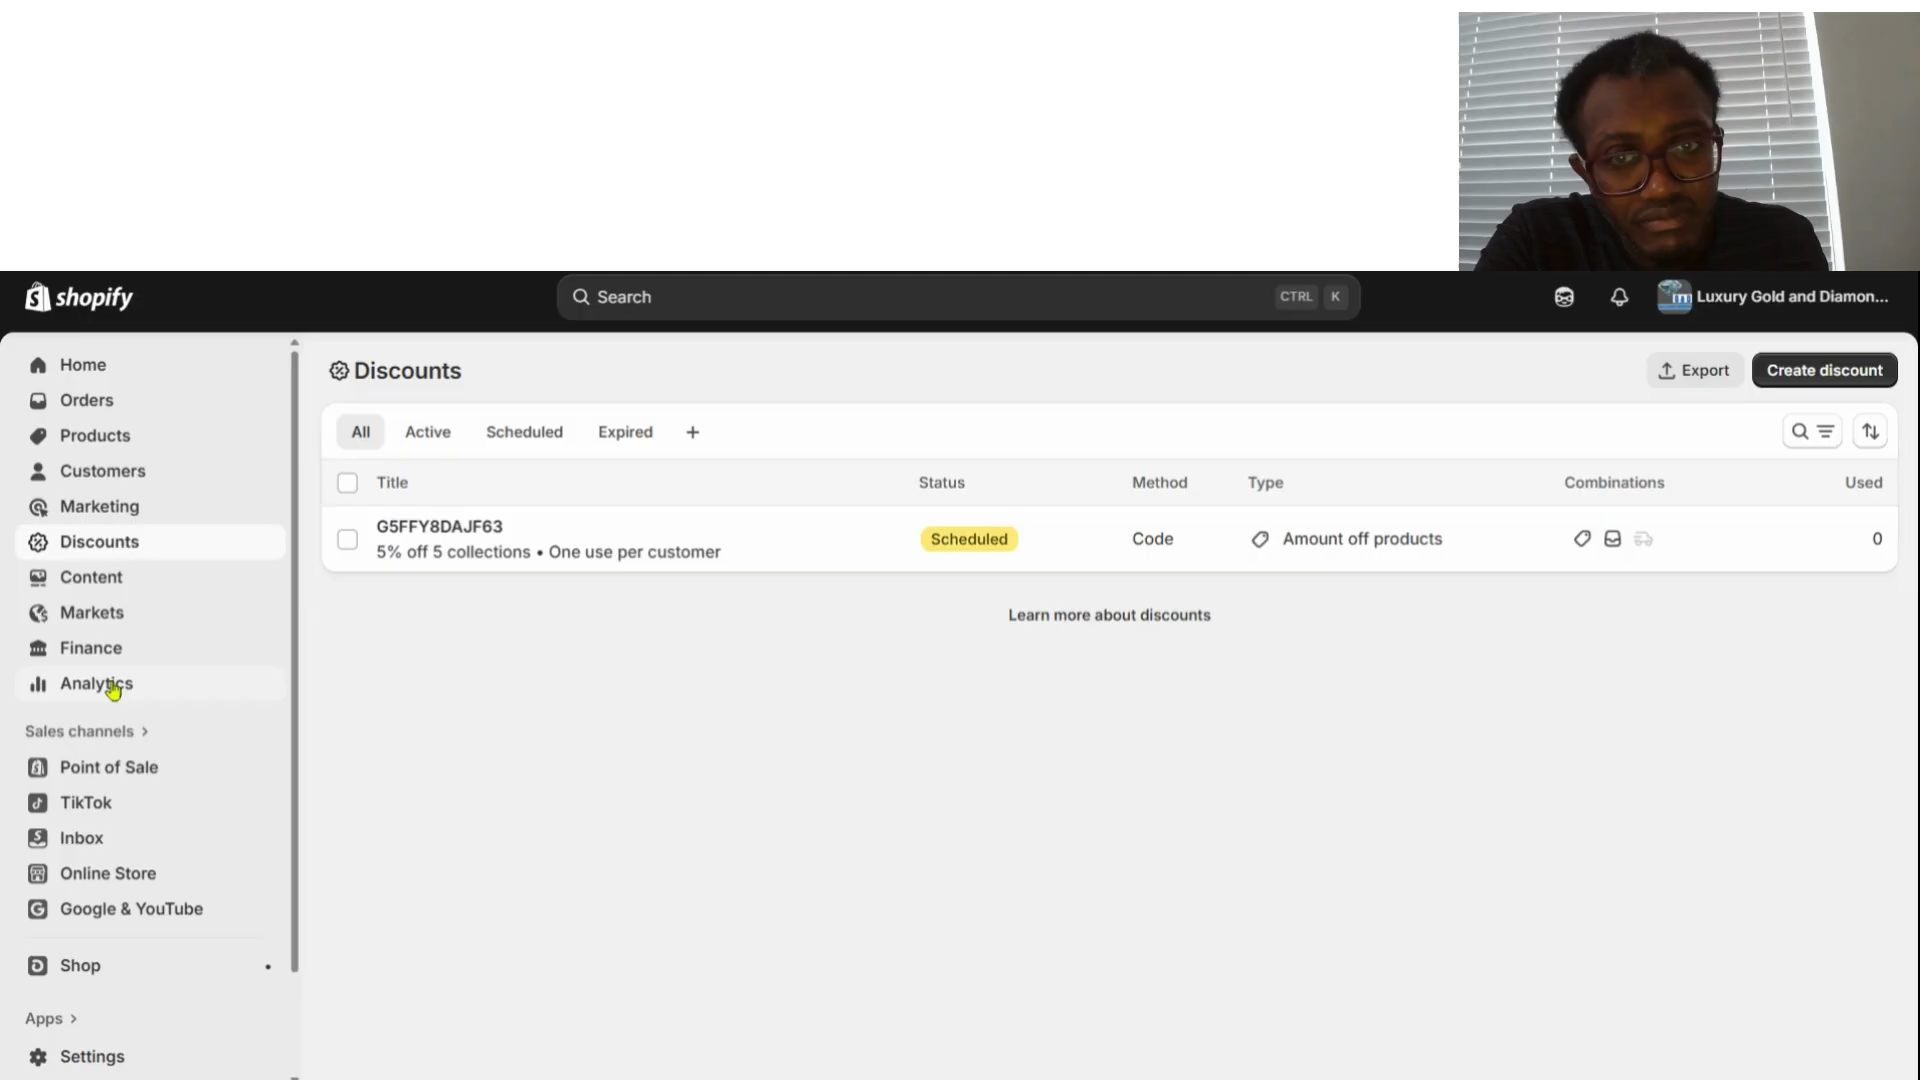 shopify
Search
CTRL K
Luxury Gold and Diamon...
Home
Orders
Products
Customers
Marketing
Discounts
Content
Markets
Finance
Analytics
Sales channels
Point of Sale
TikTok
Inbox
Online Store
Google & YouTube
Shop
Apps
Settings
Discounts
Export
Create discount
All Active Scheduled Expired +
Title Status Method Type Combinations Used
G5FFY8DAJF63
5% off 5 collections • One use per customer
Scheduled Code Amount off products 0
Learn more about discounts